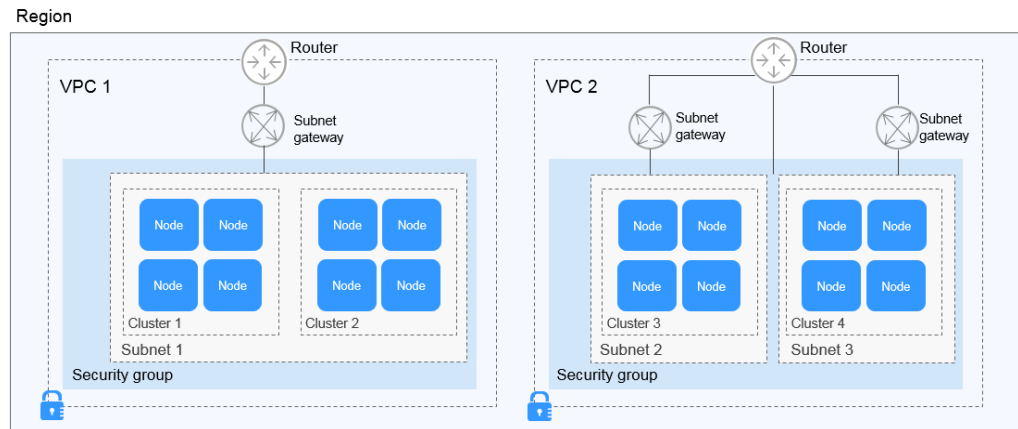 Region
Router
VPC 1
Subnet
gateway
Node
Node
Node
Node
Cluster 1
Node
Node
Node
Node
Cluster 2
Subnet 1
Security group
Router
VPC 2
Subnet
gateway
Subnet
gateway
Node
Node
Node
Node
Cluster 3
Subnet 2
Node
Node
Node
Node
Cluster 4
Subnet 3
Security group